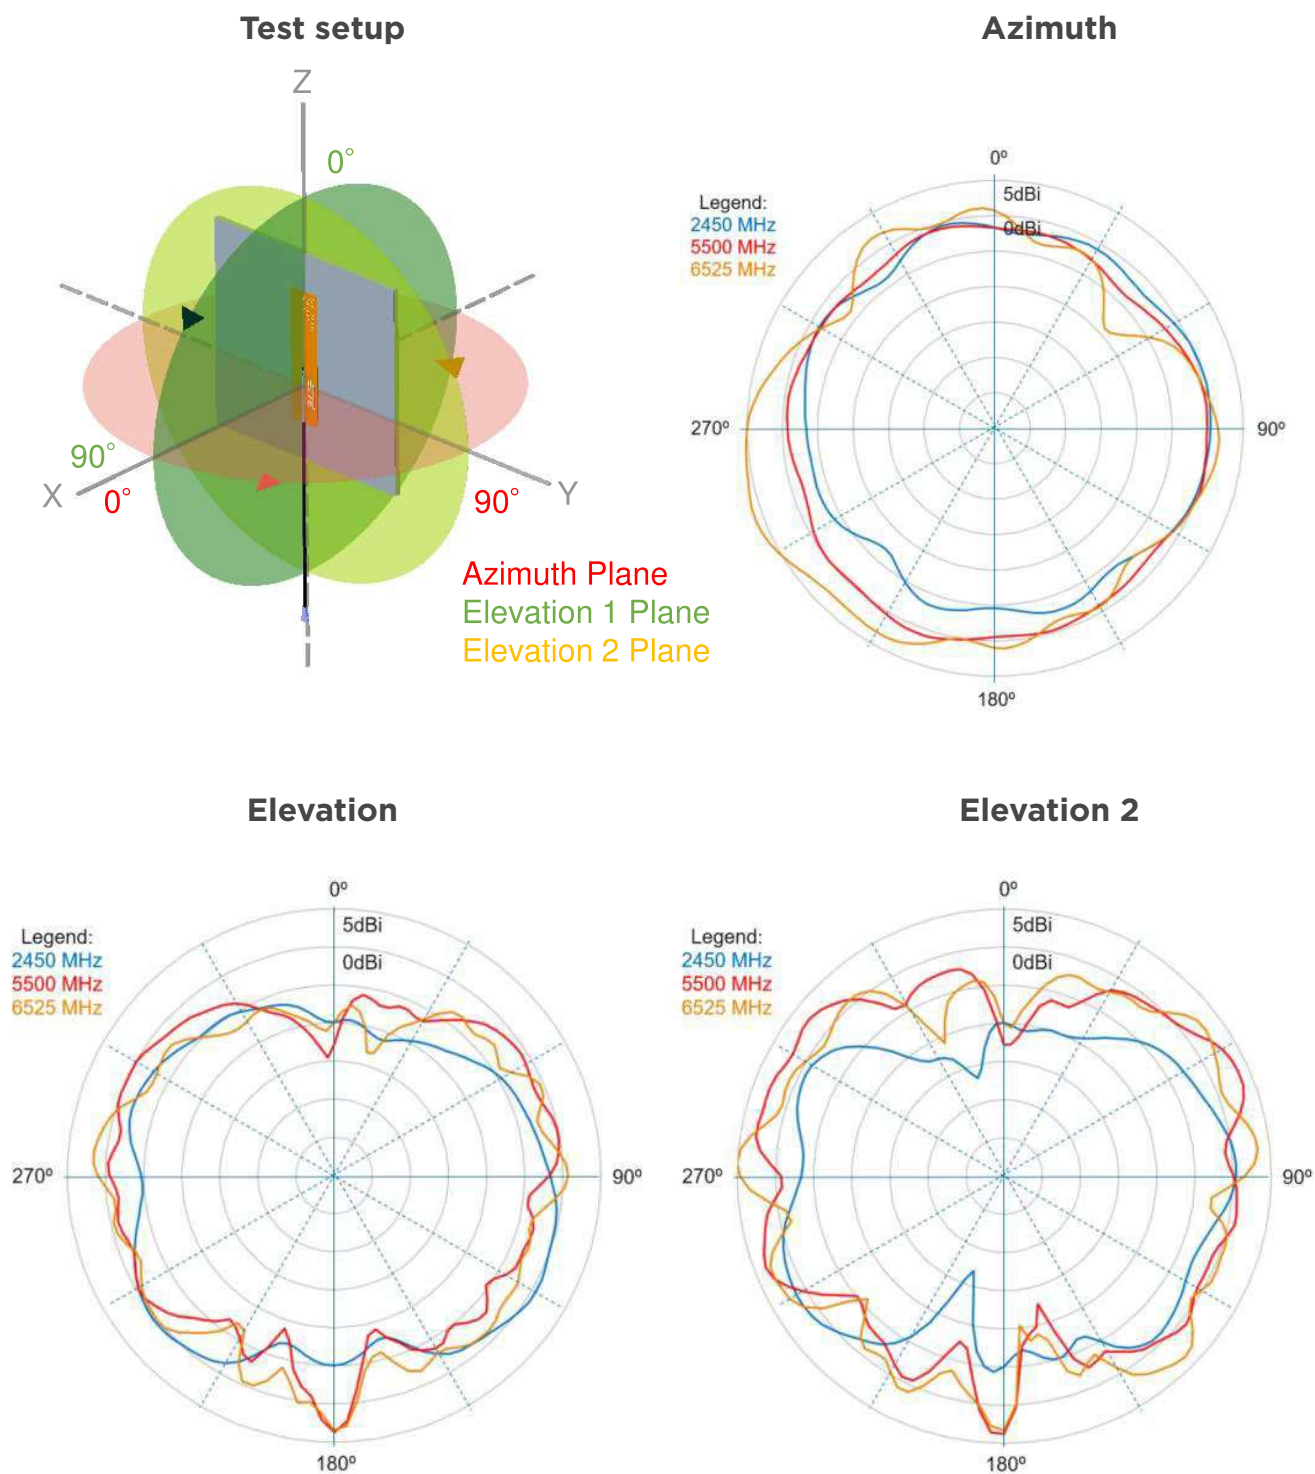 Test setup
Azimuth
Z
0°
90°
X
0°
90°
Y
Azimuth Plane
Elevation 1 Plane
Elevation 2 Plane
0º
5dBi
0dBi
Legend:
2450 MHz
5500 MHz
6525 MHz
270º
90º
180º
Elevation
Elevation 2
0º
5dBi
0dBi
Legend:
2450 MHz
5500 MHz
6525 MHz
270º
90º
180º
0º
5dBi
0dBi
Legend:
2450 MHz
5500 MHz
6525 MHz
270º
90º
180º